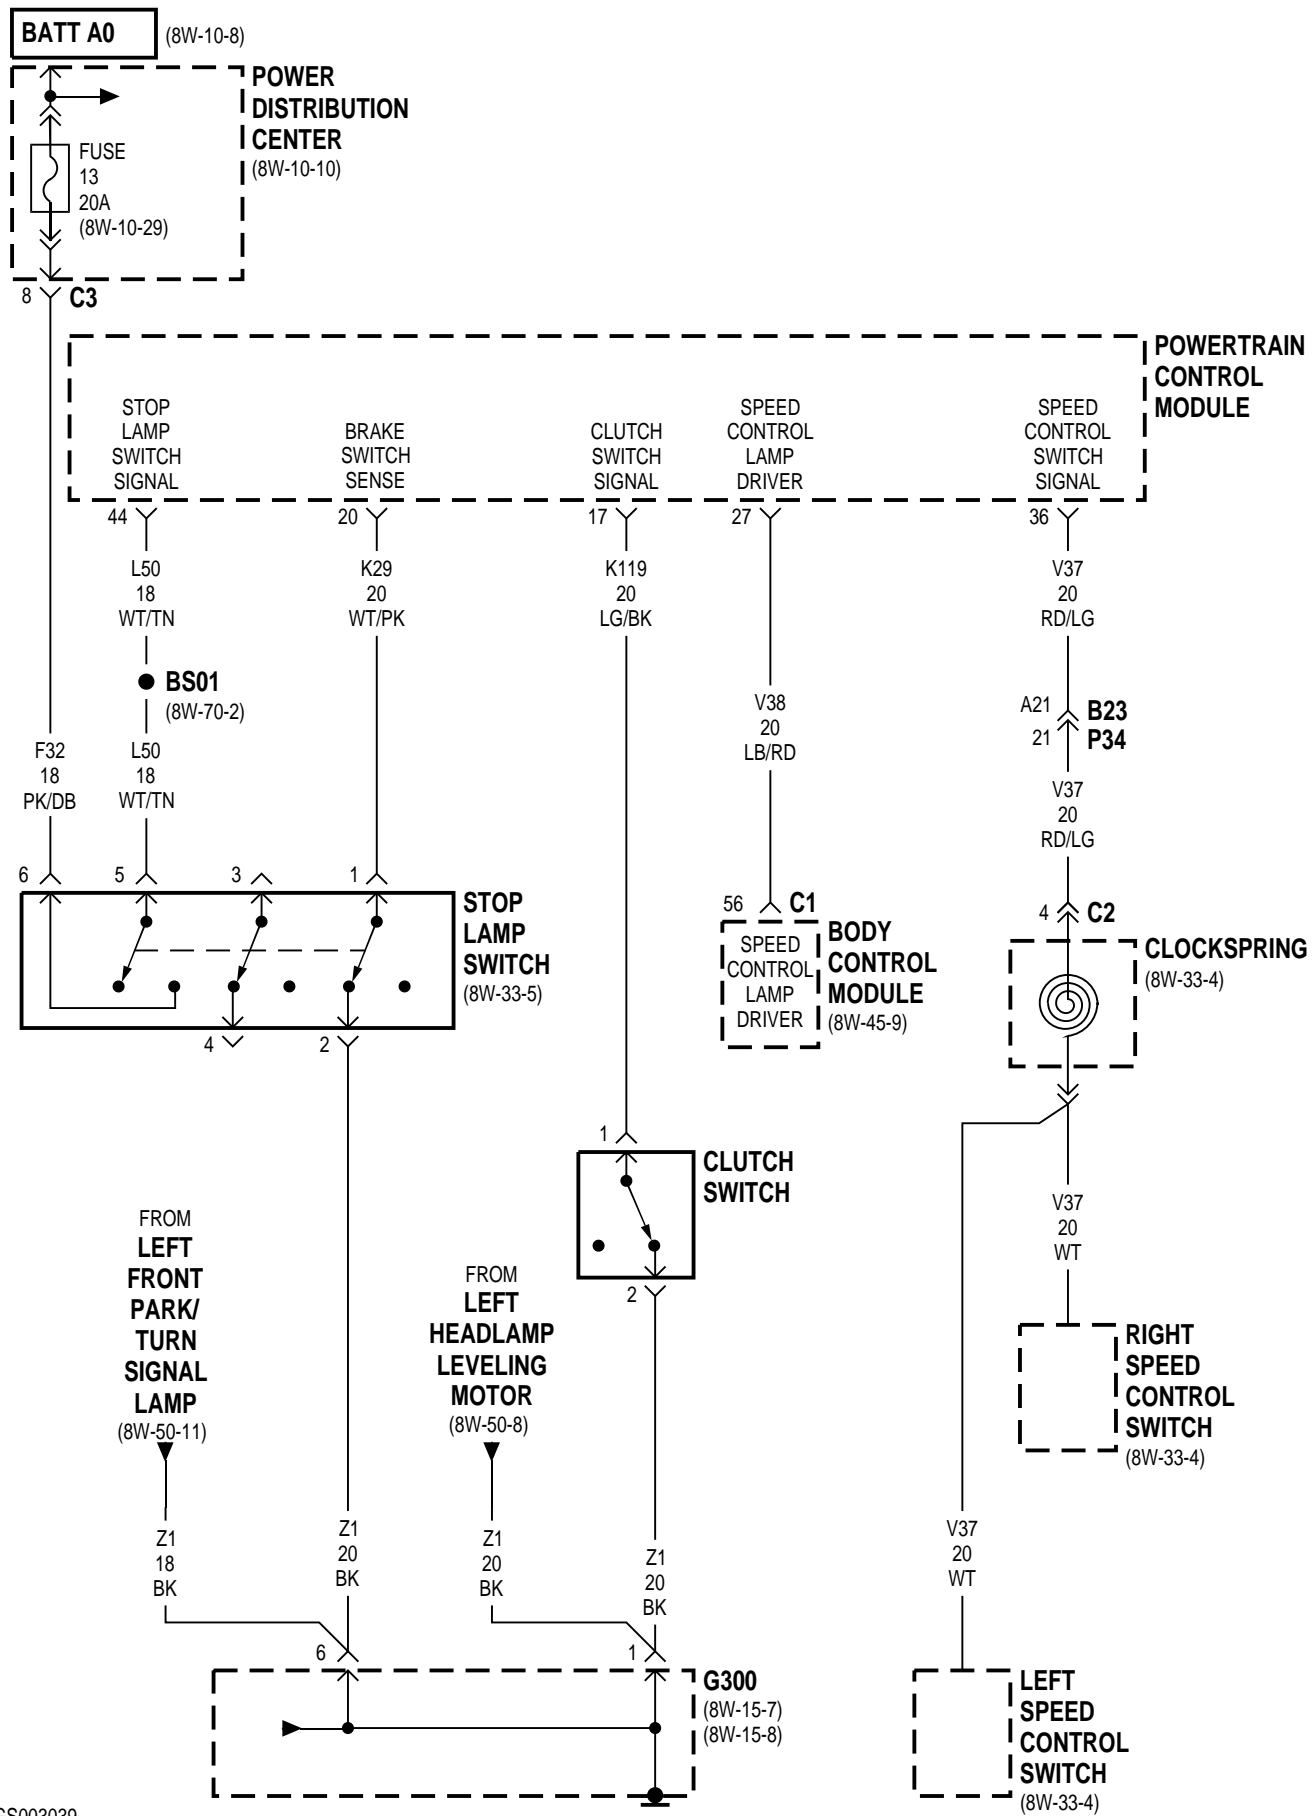 BATT A0
(8W-10-8)
POWER
DISTRIBUTION
CENTER
(8W-10-10)
FUSE
13
20A
(8W-10-29)
8
C3
POWERTRAIN
CONTROL
MODULE
STOP
LAMP
SWITCH
SIGNAL
BRAKE
SWITCH
SENSE
CLUTCH
SWITCH
SIGNAL
SPEED
CONTROL
LAMP
DRIVER
SPEED
CONTROL
SWITCH
SIGNAL
44
20
17
27
36
L50
18
WT/TN
K29
20
WT/PK
K119
20
LG/BK
V37
20
RD/LG
BS01
(8W-70-2)
V38
20
LB/RD
A21
B23
21
P34
F32
18
PK/DB
L50
18
WT/TN
V37
20
RD/LG
6
5
3
1
STOP
LAMP
SWITCH
(8W-33-5)
4
2
56
C1
SPEED
CONTROL
LAMP
DRIVER
BODY
CONTROL
MODULE
(8W-45-9)
4
C2
CLOCKSPRING
(8W-33-4)
1
CLUTCH
SWITCH
2
V37
20
WT
FROM
LEFT
FRONT
PARK/
TURN
SIGNAL
LAMP
(8W-50-11)
FROM
LEFT
HEADLAMP
LEVELING
MOTOR
(8W-50-8)
RIGHT
SPEED
CONTROL
SWITCH
(8W-33-4)
Z1
18
BK
Z1
20
BK
Z1
20
BK
Z1
20
BK
V37
20
WT
6
1
G300
(8W-15-7)
(8W-15-8)
LEFT
SPEED
CONTROL
SWITCH
(8W-33-4)